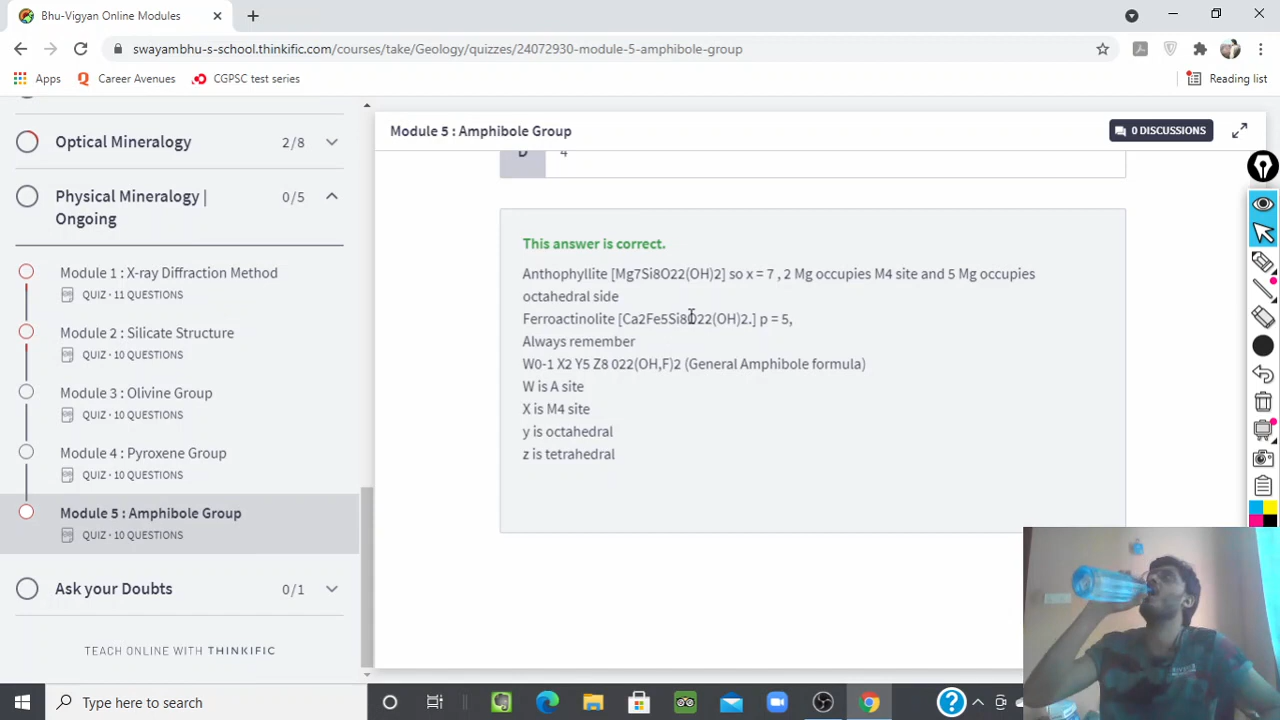 Bhu-Vigyan Online Modules
swayambhu-s-school.thinkific.com/courses/take/Geology/quizzes/24072930-module-5-amphibole-group
Apps Career Avenues CGPSC test series Reading list
Optical Mineralogy 2/8
Physical Mineralogy | 0/5
Ongoing
Module 1 : X-ray Diffraction Method
QUIZ · 11 QUESTIONS
Module 2 : Silicate Structure
QUIZ · 10 QUESTIONS
Module 3 : Olivine Group
QUIZ · 10 QUESTIONS
Module 4 : Pyroxene Group
QUIZ · 10 QUESTIONS
Module 5 : Amphibole Group
QUIZ · 10 QUESTIONS
Ask your Doubts 0/1
TEACH ONLINE WITH THINKIFIC
Module 5 : Amphibole Group
0 DISCUSSIONS
D 4
This answer is correct.
Anthophyllite [Mg7Si8O22(OH)2] so x = 7 , 2 Mg occupies M4 site and 5 Mg occupies
octahedral side
Ferroactinolite [Ca2Fe5Si8O22(OH)2.] p = 5,
Always remember
W0-1 X2 Y5 Z8 022(OH,F)2 (General Amphibole formula)
W is A site
X is M4 site
y is octahedral
z is tetrahedral
Type here to search